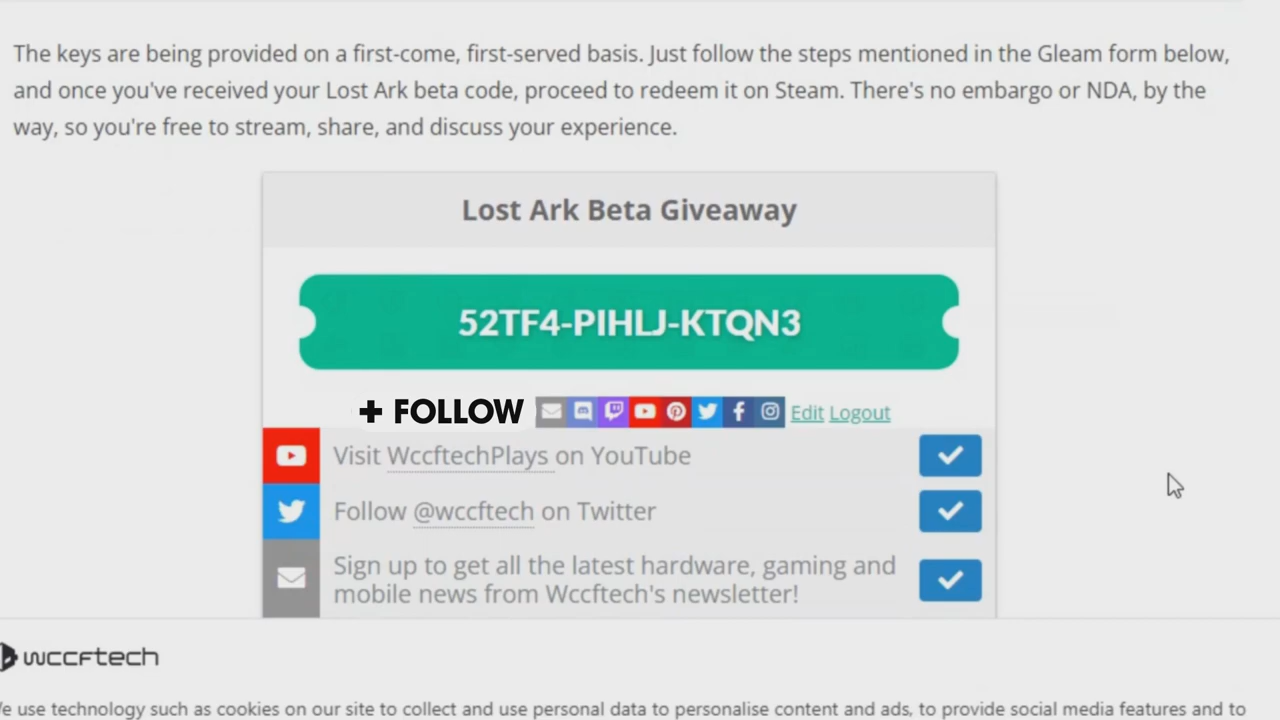 The keys are being provided on a first-come, first-served basis. Just follow the steps mentioned in the Gleam form below,
and once you've received your Lost Ark beta code, proceed to redeem it on Steam. There's no embargo or NDA, by the
way, so you're free to stream, share, and discuss your experience.
Lost Ark Beta Giveaway
52TF4-PIHLJ-KTQN3
+ FOLLOW Edit Logout
Visit WccftechPlays on YouTube
Follow @wccftech on Twitter
Sign up to get all the latest hardware, gaming and
mobile news from Wccftech's newsletter!
wccftech
We use technology such as cookies on our site to collect and use personal data to personalise content and ads, to provide social media features and to